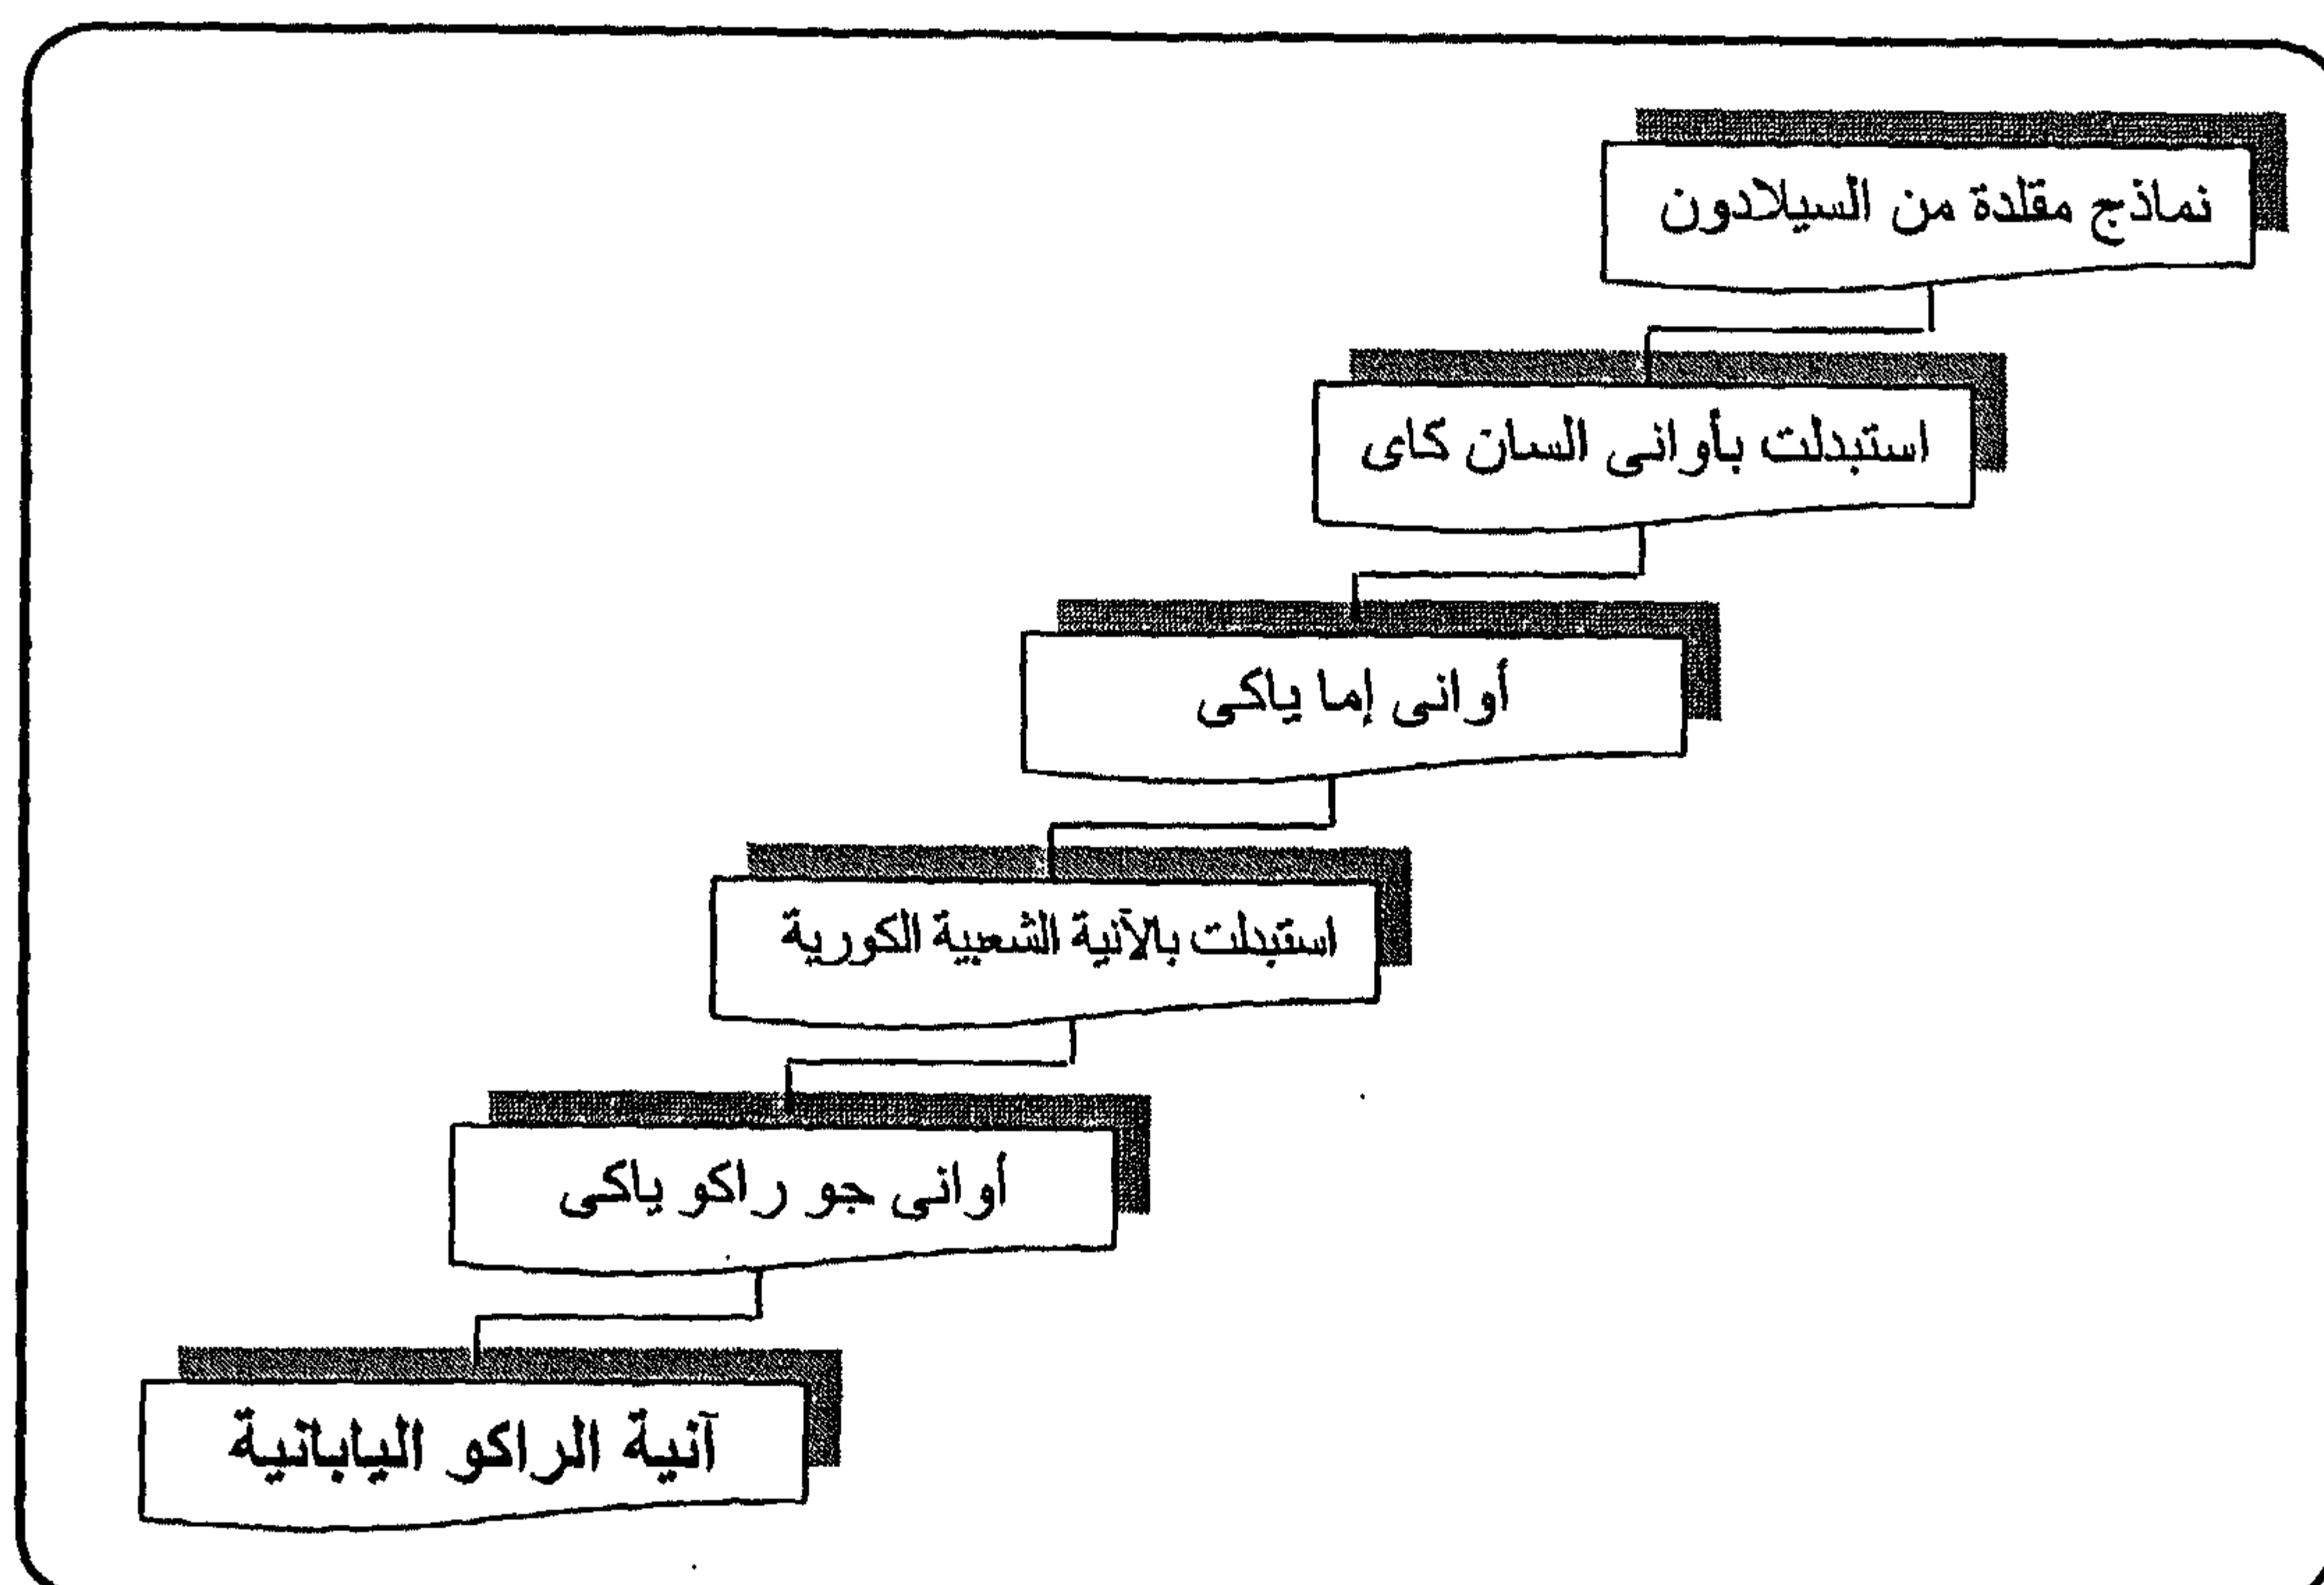 نماذج مقلدة من السيلادون
استبدلت بأوانى السان كاى
أوانى إما ياكى
استبدلت بالآنية الشعبية الكورية
أوانى جو راكو ياكى
آنية الراكو اليابانية